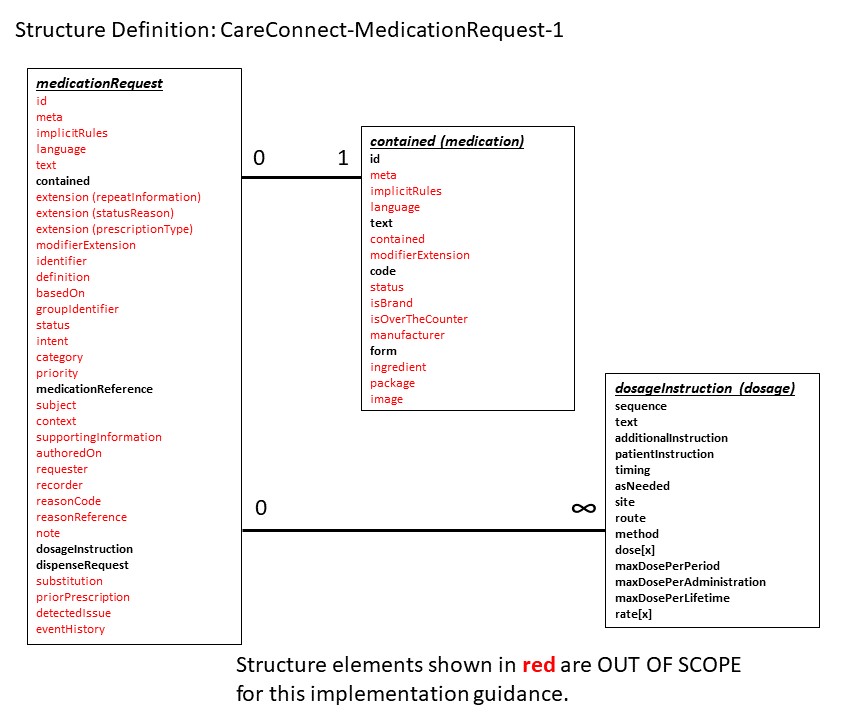 Structure Definition: CareConnect-MedicationRequest-1
medicationRequest
id
meta
implicitRules
language
text
contained
extension (repeatInformation)
extension (statusReason)
extension (prescriptionType)
modifierExtension
identifier
definition
basedOn
groupIdentifier
status
intent
category
priority
medicationReference
subject
context
supportingInformation
authoredOn
requester
recorder
reasonCode
reasonReference
note
dosageInstruction
dispenseRequest
substitution
priorPrescription
detectedIssue
eventHistory
0 1
contained (medication)
id
meta
implicitRules
language
text
contained
modifierExtension
code
status
isBrand
isOverTheCounter
manufacturer
form
ingredient
package
image
0 ∞
dosageInstruction (dosage)
sequence
text
additionalInstruction
patientInstruction
timing
asNeeded
site
route
method
dose[x]
maxDosePerPeriod
maxDosePerAdministration
maxDosePerLifetime
rate[x]
Structure elements shown in red are OUT OF SCOPE
for this implementation guidance.